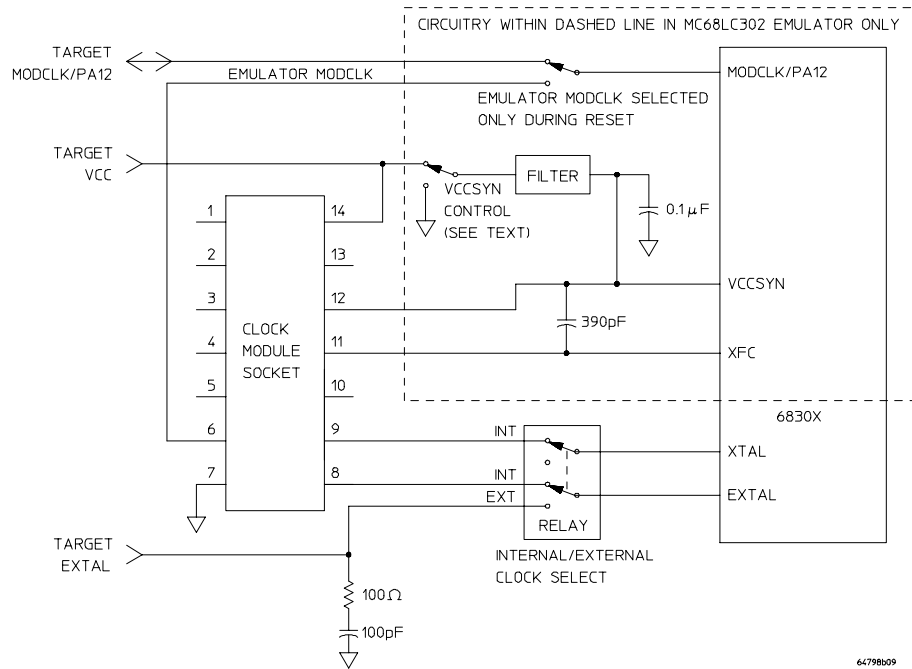 CIRCUITRY WITHIN DASHED LINE IN MC68LC302 EMULATOR ONLY
TARGET
MODCLK/PA12
EMULATOR MODCLK
MODCLK/PA12
EMULATOR MODCLK SELECTED
ONLY DURING RESET
TARGET
VCC
FILTER
VCCSYN
CONTROL
(SEE TEXT)
0.1µF
1
14
2
13
3
12
VCCSYN
390pF
CLOCK
MODULE
SOCKET
4
11
XFC
5
10
6830X
6
9
INT
XTAL
7
8
INT
EXT
EXTAL
RELAY
TARGET
EXTAL
INTERNAL/EXTERNAL
CLOCK SELECT
100Ω
100pF
64798b09